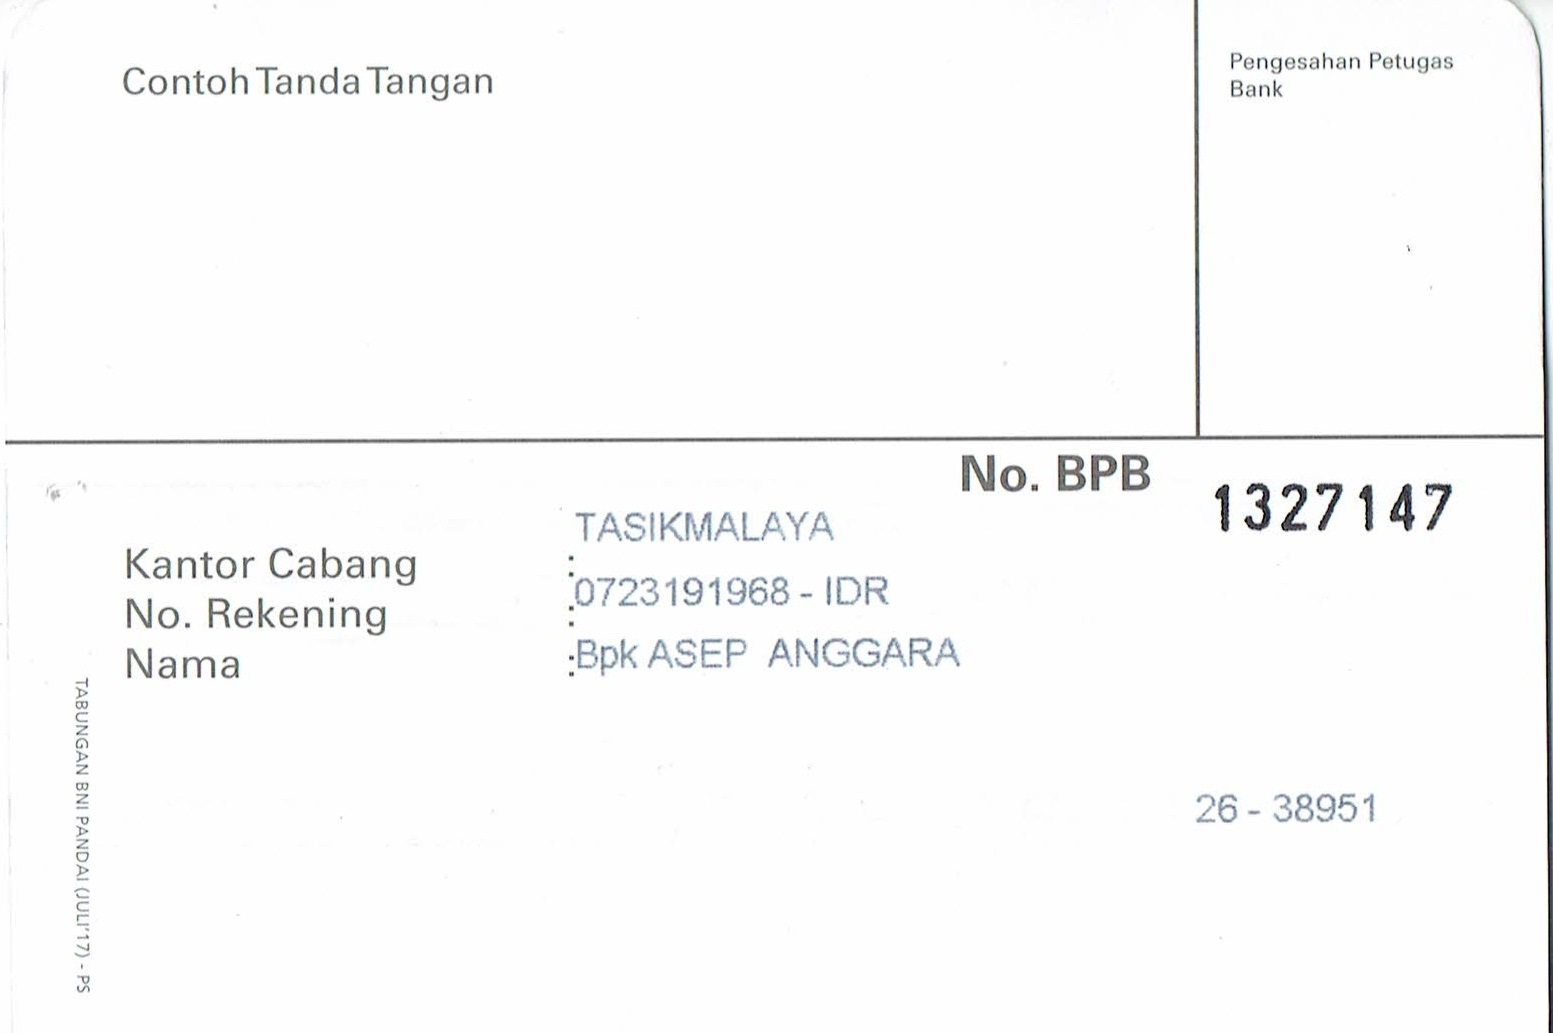 Contoh Tanda Tangan
Pengesahan Petugas
Bank
No. BPB
1327147
Kantor Cabang : TASIKMALAYA
No. Rekening : 0723191968 - IDR
Nama : Bpk ASEP ANGGARA
26 - 38951
TABUNGAN BNI PANDAI (JULI'17) - PS